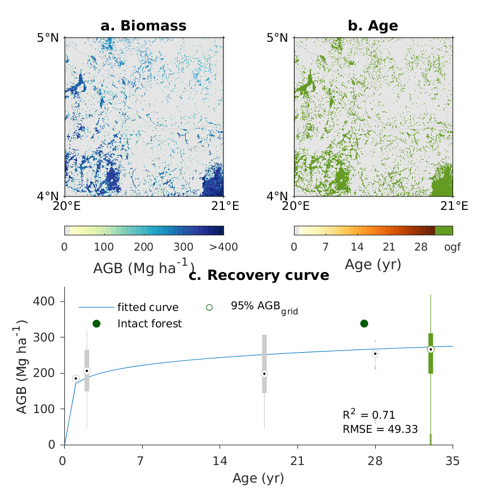 a. Biomass
b. Age
5°N
5°N
4°N
4°N
20°E
21°E
20°E
21°E
0 100 200 300 >400
0 7 14 21 28 ogf
AGB (Mg ha⁻¹)
Age (yr)
c. Recovery curve
fitted curve
95% AGB_grid
Intact forest
AGB (Mg ha⁻¹)
400
300
200
100
0
R² = 0.71
RMSE = 49.33
0 7 14 21 28 35
Age (yr)